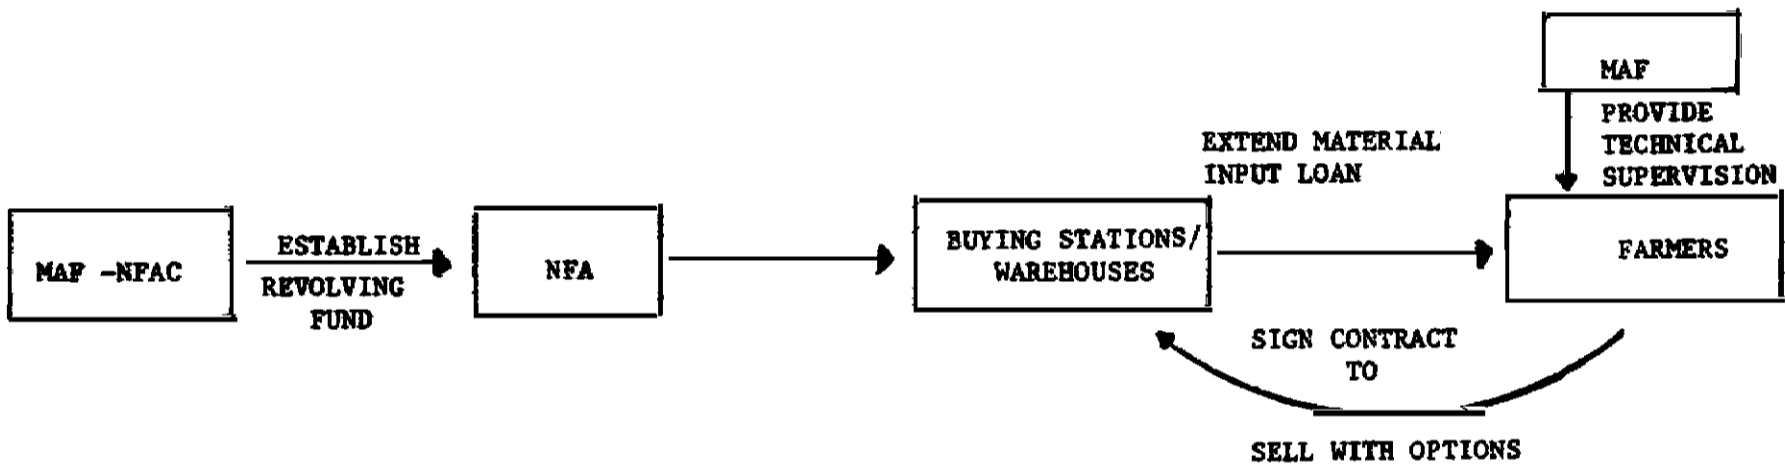 MAF
PROVIDE
TECHNICAL
SUPERVISION
EXTEND MATERIAL
INPUT LOAN
MAF -NFAC
ESTABLISH
REVOLVING
FUND
NFA
BUYING STATIONS/
WAREHOUSES
FARMERS
SIGN CONTRACT
TO
SELL WITH OPTIONS